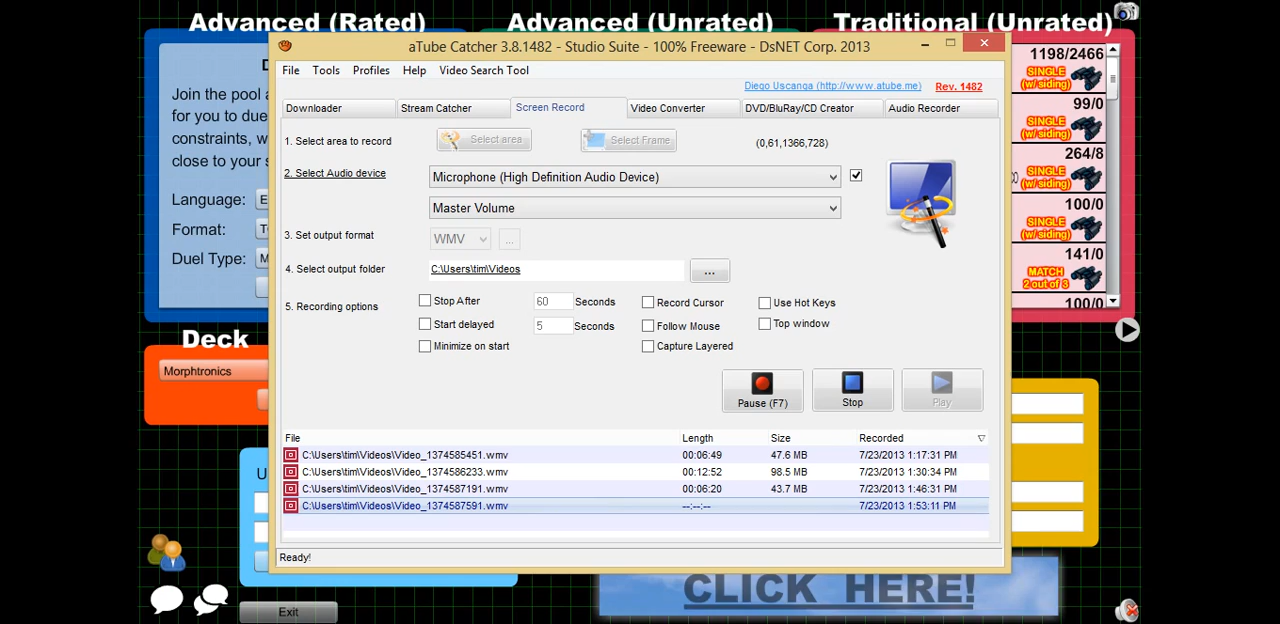 Advanced (Rated)
Advanced (Unrated)
Traditional (Unrated)
aTube Catcher 3.8.1482 - Studio Suite - 100% Freeware - DsNET Corp. 2013
File Tools Profiles Help Video Search Tool
Diego Uscanga (http://www.atube.me) Rev. 1482
Downloader Stream Catcher Screen Record Video Converter DVD/BluRay/CD Creator Audio Recorder
1. Select area to record Select area Select Frame (0,61,1366,728)
2. Select Audio device Microphone (High Definition Audio Device)
Master Volume
3. Set output format WMV ...
4. Select output folder C:\Users\tim\Videos ...
5. Recording options Stop After 60 Seconds Record Cursor Use Hot Keys
Start delayed 5 Seconds Follow Mouse Top window
Minimize on start Capture Layered
Pause (F7) Stop Play
File Length Size Recorded
C:\Users\tim\Videos\Video_1374585451.wmv 00:06:49 47.6 MB 7/23/2013 1:17:31 PM
C:\Users\tim\Videos\Video_1374586233.wmv 00:12:52 98.5 MB 7/23/2013 1:30:34 PM
C:\Users\tim\Videos\Video_1374587191.wmv 00:06:20 43.7 MB 7/23/2013 1:46:31 PM
C:\Users\tim\Videos\Video_1374587591.wmv --:--:-- 7/23/2013 1:53:11 PM
Ready!
Join the pool
for you to due
constraints, w
close to your
Language:
Format:
Duel Type:
Deck
Morphtronics
Exit
1198/2466
SINGLE
(w/ siding)
99/0
SINGLE
(w/ siding)
264/8
SINGLE
(w/ siding)
100/0
SINGLE
(w/ siding)
141/0
MATCH
2 out of 3
100/0
CLICK HERE!